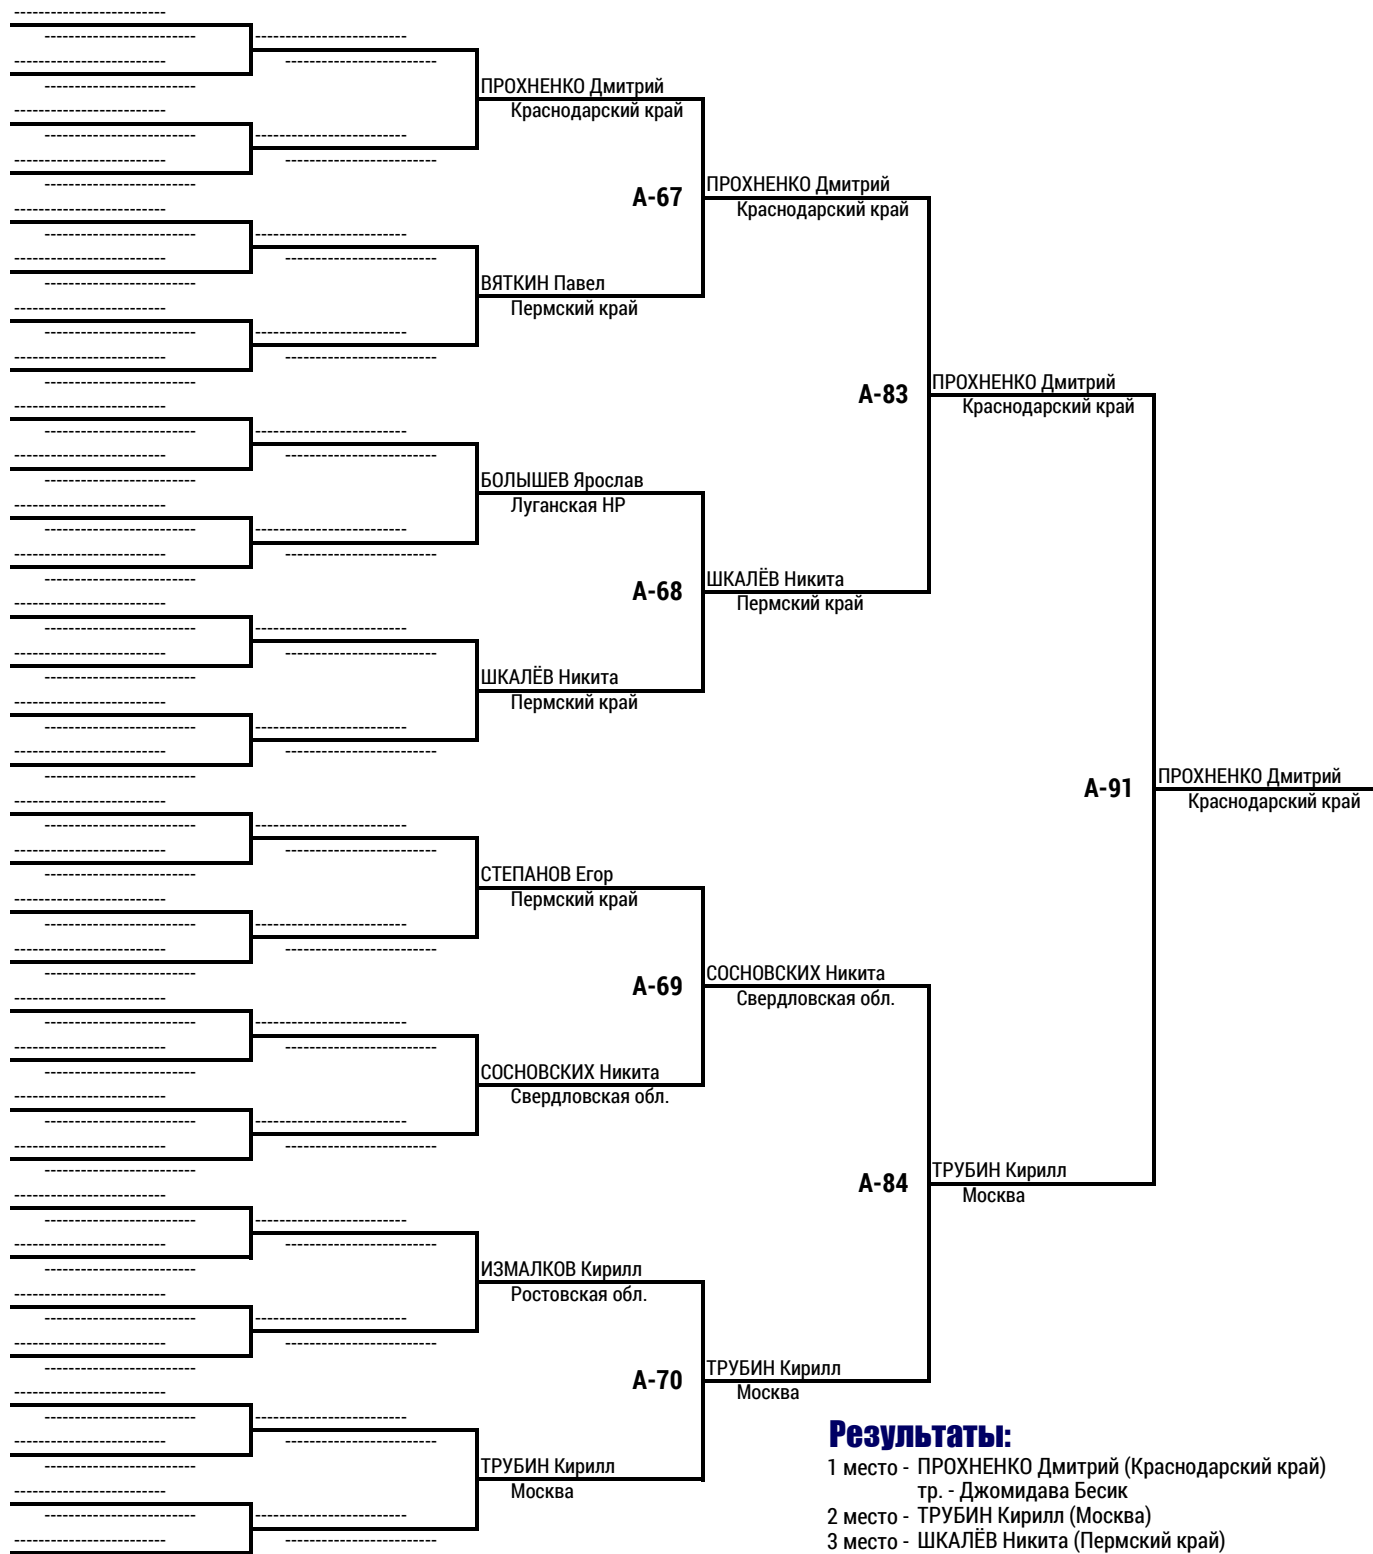 ПРОХНЕНКО Дмитрий
Краснодарский край
А-67
ПРОХНЕНКО Дмитрий
Краснодарский край
ВЯТКИН Павел
Пермский край
А-83
ПРОХНЕНКО Дмитрий
Краснодарский край
БОЛЫШЕВ Ярослав
Луганская НР
А-68
ШКАЛЁВ Никита
Пермский край
ШКАЛЁВ Никита
Пермский край
А-91
ПРОХНЕНКО Дмитрий
Краснодарский край
СТЕПАНОВ Егор
Пермский край
А-69
СОСНОВСКИХ Никита
Свердловская обл.
СОСНОВСКИХ Никита
Свердловская обл.
А-84
ТРУБИН Кирилл
Москва
ИЗМАЛКОВ Кирилл
Ростовская обл.
А-70
ТРУБИН Кирилл
Москва
ТРУБИН Кирилл
Москва
Результаты:
1 место - ПРОХНЕНКО Дмитрий (Краснодарский край)
тр. - Джомидава Бесик
2 место - ТРУБИН Кирилл (Москва)
3 место - ШКАЛЁВ Никита (Пермский край)